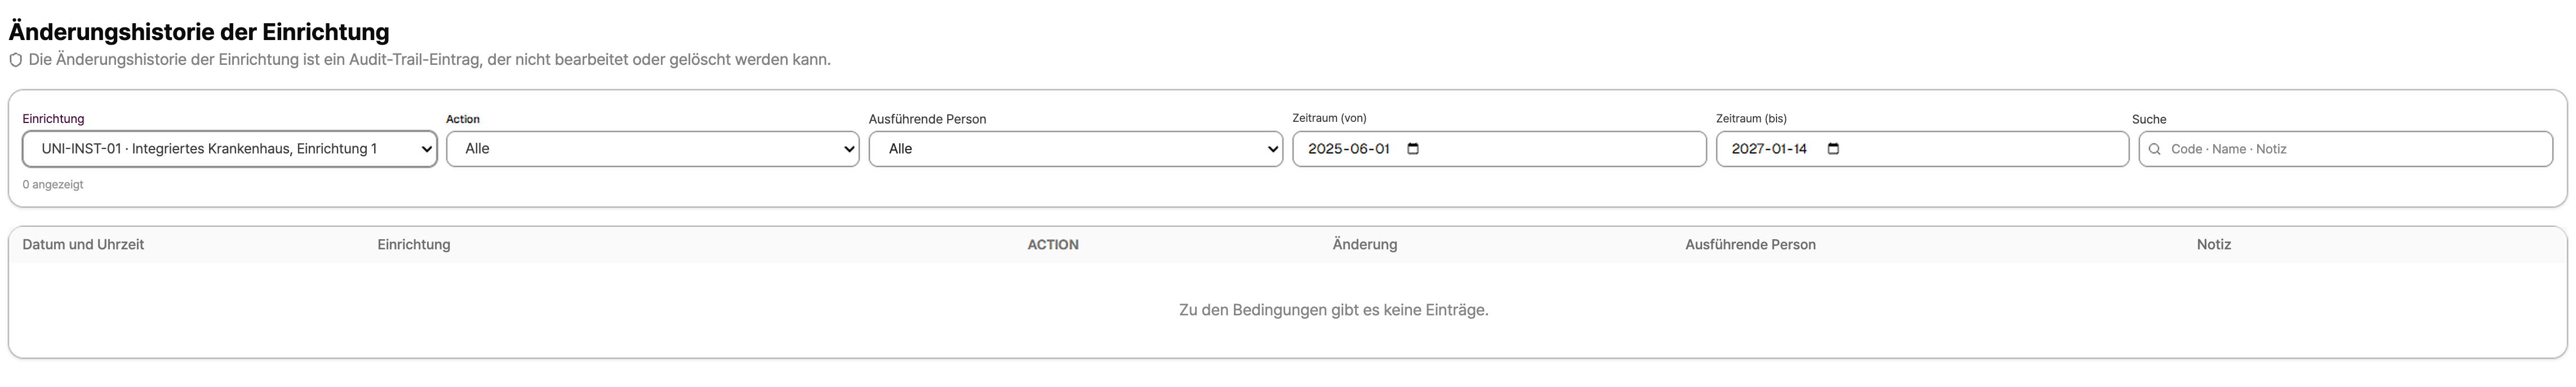 Änderungshistorie der Einrichtung
Die Änderungshistorie der Einrichtung ist ein Audit-Trail-Eintrag, der nicht bearbeitet oder gelöscht werden kann.
Einrichtung Action Ausführende Person Zeitraum (von) Zeitraum (bis) Suche
UNI-INST-01 · Integriertes Krankenhaus, Einrichtung 1 Alle Alle 2025-06-01 2027-01-14 Code · Name · Notiz
0 angezeigt
Datum und Uhrzeit Einrichtung ACTION Änderung Ausführende Person Notiz
Zu den Bedingungen gibt es keine Einträge.